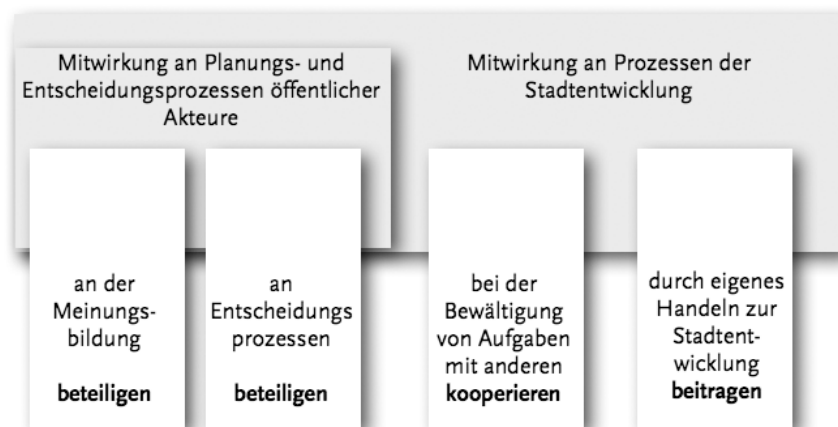 Mitwirkung an Planungs- und
Entscheidungsprozessen öffentlicher
Akteure
Mitwirkung an Prozessen der
Stadtentwicklung
an der
Meinungs-
bildung
beteiligen
an
Entscheidungs
prozessen
beteiligen
bei der
Bewältigung
von Aufgaben
mit anderen
kooperieren
durch eigenes
Handeln zur
Stadtent-
wicklung
beitragen